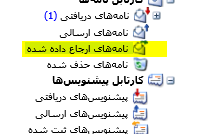 کارتابل نامه‌ها
نامه‌های دریافتی (1)
نامه‌های ارسالی
نامه‌های ارجاع داده شده
نامه‌های حذف شده
کارتابل پیشنویس‌ها
پیشنویس‌های دریافتی
پیشنویس‌های ارسالی
پیشنویس‌های ثبت شده